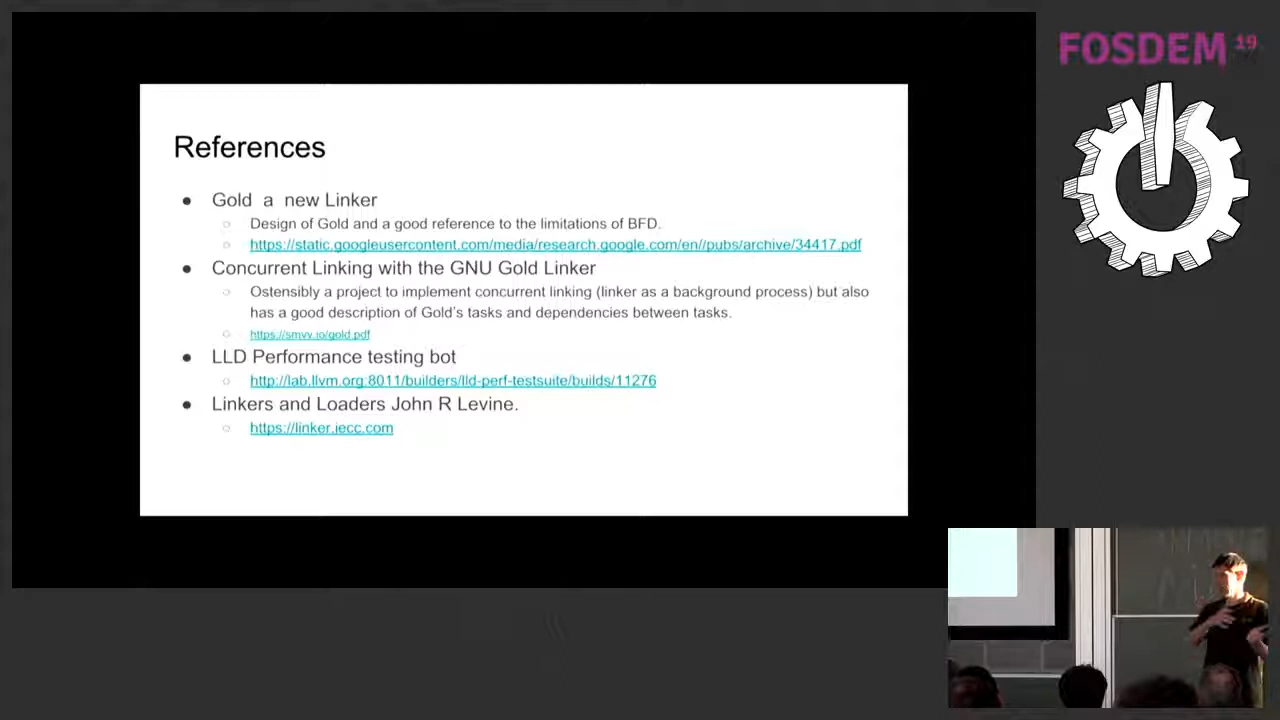 FOSDEM 19
References
● Gold a new Linker
○ Design of Gold and a good reference to the limitations of BFD.
○ https://static.googleusercontent.com/media/research.google.com/en//pubs/archive/34417.pdf
● Concurrent Linking with the GNU Gold Linker
○ Ostensibly a project to implement concurrent linking (linker as a background process) but also
has a good description of Gold's tasks and dependencies between tasks.
○ https://smvv.io/gold.pdf
● LLD Performance testing bot
○ http://lab.llvm.org:8011/builders/lld-perf-testsuite/builds/11276
● Linkers and Loaders John R Levine.
○ https://linker.iecc.com